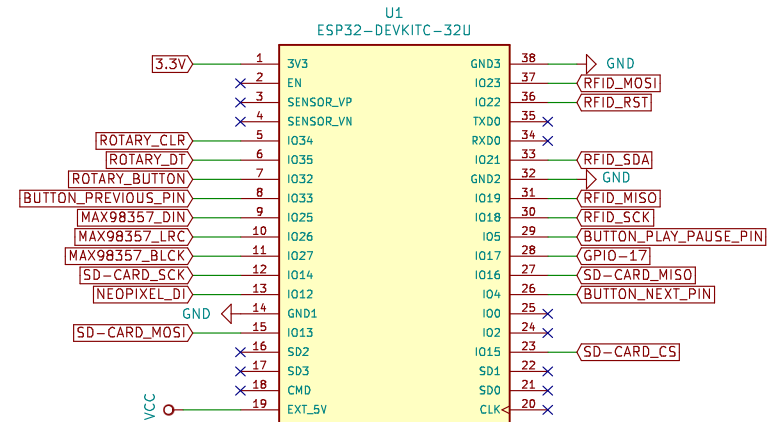 U1
ESP32-DEVKITC-32U
3.3V 1 3V3 GND3 38 GND
2 EN IO23 37 RFID_MOSI
3 SENSOR_VP IO22 36 RFID_RST
4 SENSOR_VN TXD0 35
ROTARY_CLR 5 IO34 RXD0 34
ROTARY_DT 6 IO35 IO21 33 RFID_SDA
ROTARY_BUTTON 7 IO32 GND2 32 GND
BUTTON_PREVIOUS_PIN 8 IO33 IO19 31 RFID_MISO
MAX98357_DIN 9 IO25 IO18 30 RFID_SCK
MAX98357_LRC 10 IO26 IO5 29 BUTTON_PLAY_PAUSE_PIN
MAX98357_BLCK 11 IO27 IO17 28 GPIO-17
SD-CARD_SCK 12 IO14 IO16 27 SD-CARD_MISO
NEOPIXEL_DI 13 IO12 IO4 26 BUTTON_NEXT_PIN
GND 14 GND1 IO0 25
SD-CARD_MOSI 15 IO13 IO2 24
16 SD2 IO15 23 SD-CARD_CS
17 SD3 SD1 22
18 CMD SD0 21
VCC 19 EXT_5V CLK 20